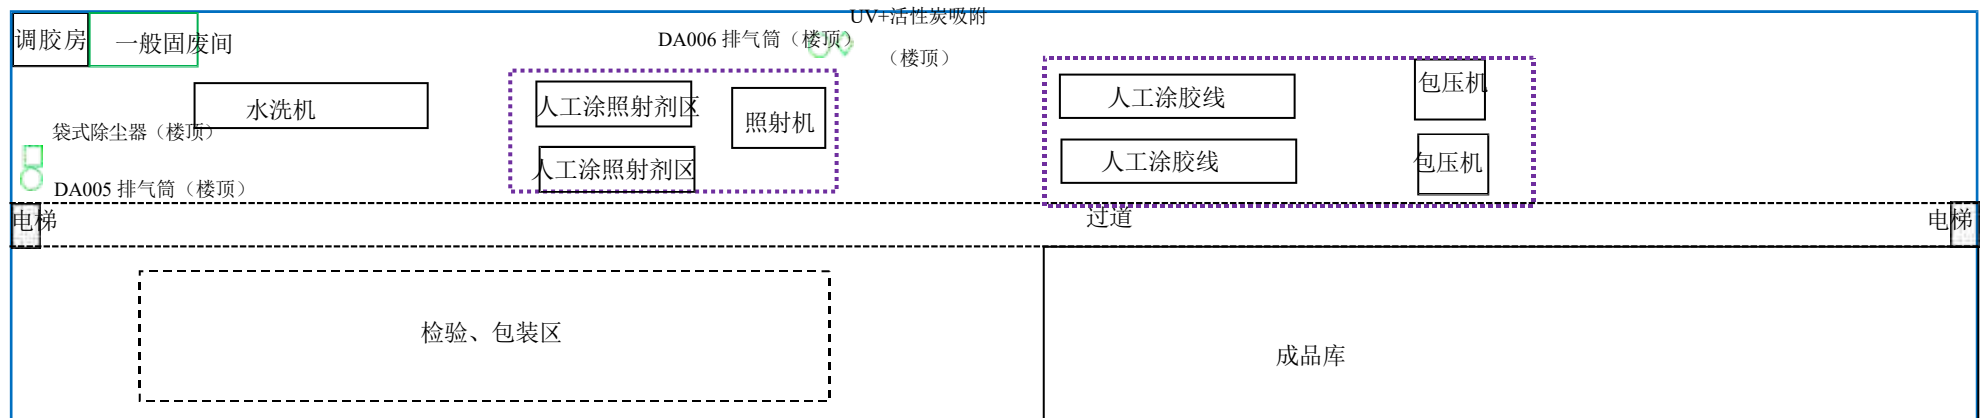 UV+活性炭吸附
（楼顶）
DA006 排气筒（楼顶）
调胶房
一般固废间
水洗机
人工涂照射剂区
照射机
人工涂胶线
包压机
袋式除尘器（楼顶）
人工涂照射剂区
人工涂胶线
包压机
DA005 排气筒（楼顶）
电梯
过道
电梯
检验、包装区
成品库